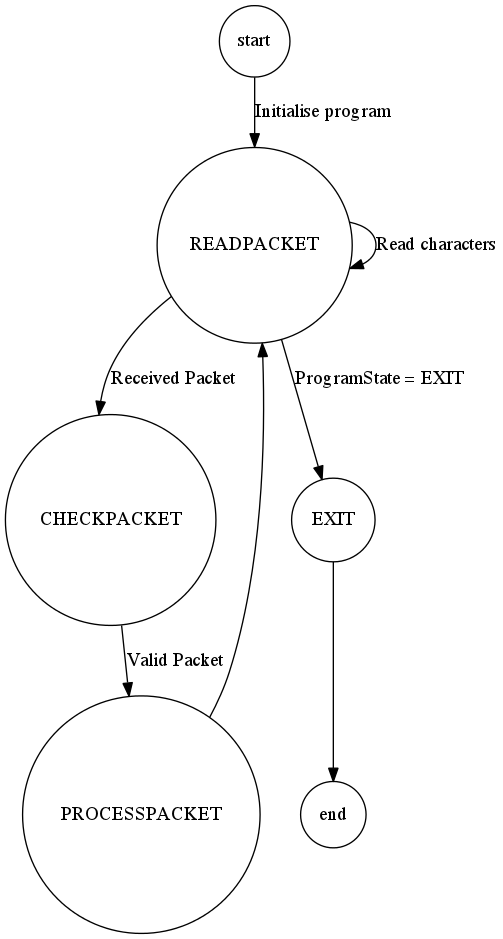 start
Initialise program
READPACKET
Read characters
Received Packet
ProgramState = EXIT
CHECKPACKET
EXIT
Valid Packet
PROCESSPACKET
end